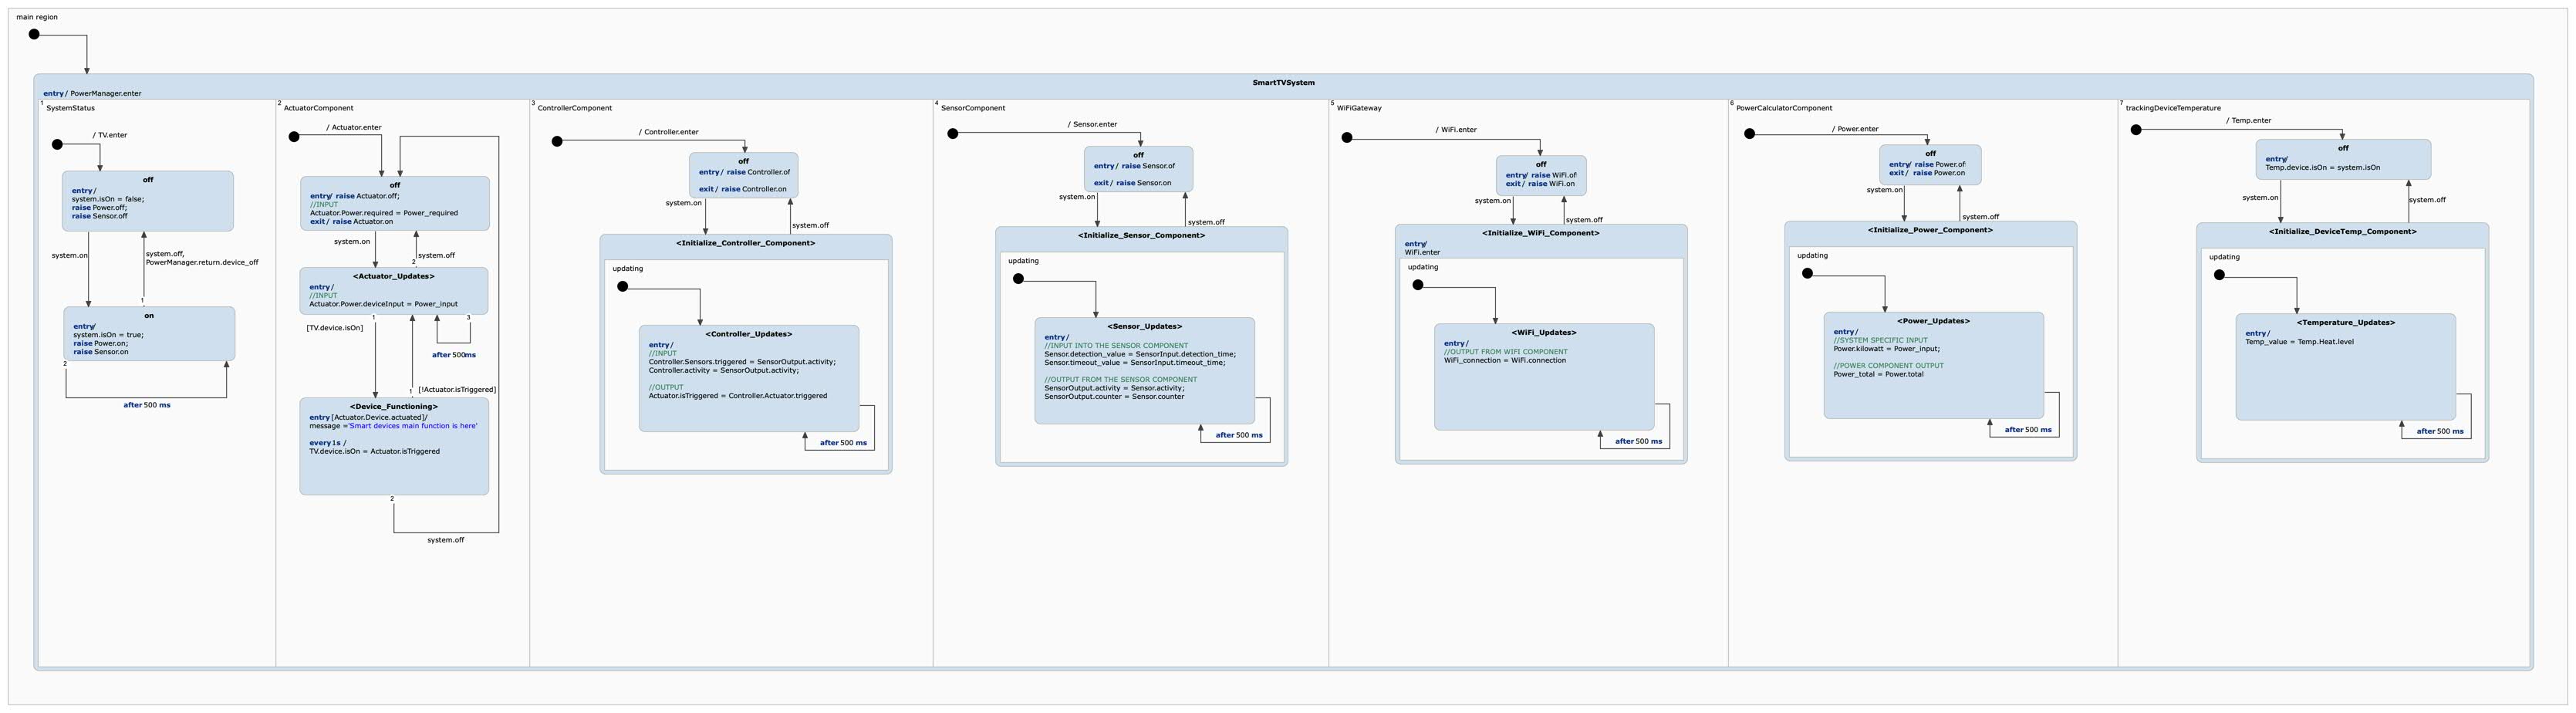 main region
SmartTVSystem
entry/ PowerManager.enter
1
SystemStatus
/ TV.enter
off
entry/
system.isOn = false;
raise Power.off;
raise Sensor.off
system.on
system.off,
PowerManager.return.device_off
1
on
entry/
system.isOn = true;
raise Power.on;
raise Sensor.on
2
after 500 ms
2
ActuatorComponent
/ Actuator.enter
off
entry/ raise Actuator.off;
//INPUT
Actuator.Power.required = Power_required
exit/ raise Actuator.on
system.on
system.off
2
<Actuator_Updates>
entry/
//INPUT
Actuator.Power.deviceInput = Power_input
1
3
[TV.device.isOn]
after 500ms
[!Actuator.isTriggered]
1
<Device_Functioning>
entry [Actuator.Device.actuated]/
message ='Smart devices main function is here'
every 1s /
TV.device.isOn = Actuator.isTriggered
2
system.off
3
ControllerComponent
/ Controller.enter
off
entry/ raise Controller.of
exit/ raise Controller.on
system.on
system.off
<Initialize_Controller_Component>
updating
<Controller_Updates>
entry/
//INPUT
Controller.Sensors.triggered = SensorOutput.activity;
Controller.activity = SensorOutput.activity;
//OUTPUT
Actuator.isTriggered = Controller.Actuator.triggered
after 500 ms
4
SensorComponent
/ Sensor.enter
off
entry/ raise Sensor.of
exit/ raise Sensor.on
system.on
system.off
<Initialize_Sensor_Component>
updating
<Sensor_Updates>
entry/
//INPUT INTO THE SENSOR COMPONENT
Sensor.detection_value = SensorInput.detection_time;
Sensor.timeout_value = SensorInput.timeout_time;
//OUTPUT FROM THE SENSOR COMPONENT
SensorOutput.activity = Sensor.activity;
SensorOutput.counter = Sensor.counter
after 500 ms
5
WiFiGateway
/ WiFi.enter
off
entry/ raise WiFi.of
exit/ raise WiFi.on
system.on
system.off
<Initialize_WiFi_Component>
entry/
WiFi.enter
updating
<WiFi_Updates>
entry/
//OUTPUT FROM WIFI COMPONENT
WiFi_connection = WiFi.connection
after 500 ms
6
PowerCalculatorComponent
/ Power.enter
off
entry/ raise Power.of
exit/ raise Power.on
system.on
system.off
<Initialize_Power_Component>
updating
<Power_Updates>
entry/
//SYSTEM SPECIFIC INPUT
Power.kilowatt = Power_input;
//POWER COMPONENT OUTPUT
Power_total = Power.total
after 500 ms
7
trackingDeviceTemperature
/ Temp.enter
off
entry/
Temp.device.isOn = system.isOn
system.on
system.off
<Initialize_DeviceTemp_Component>
updating
<Temperature_Updates>
entry/
Temp_value = Temp.Heat.level
after 500 ms